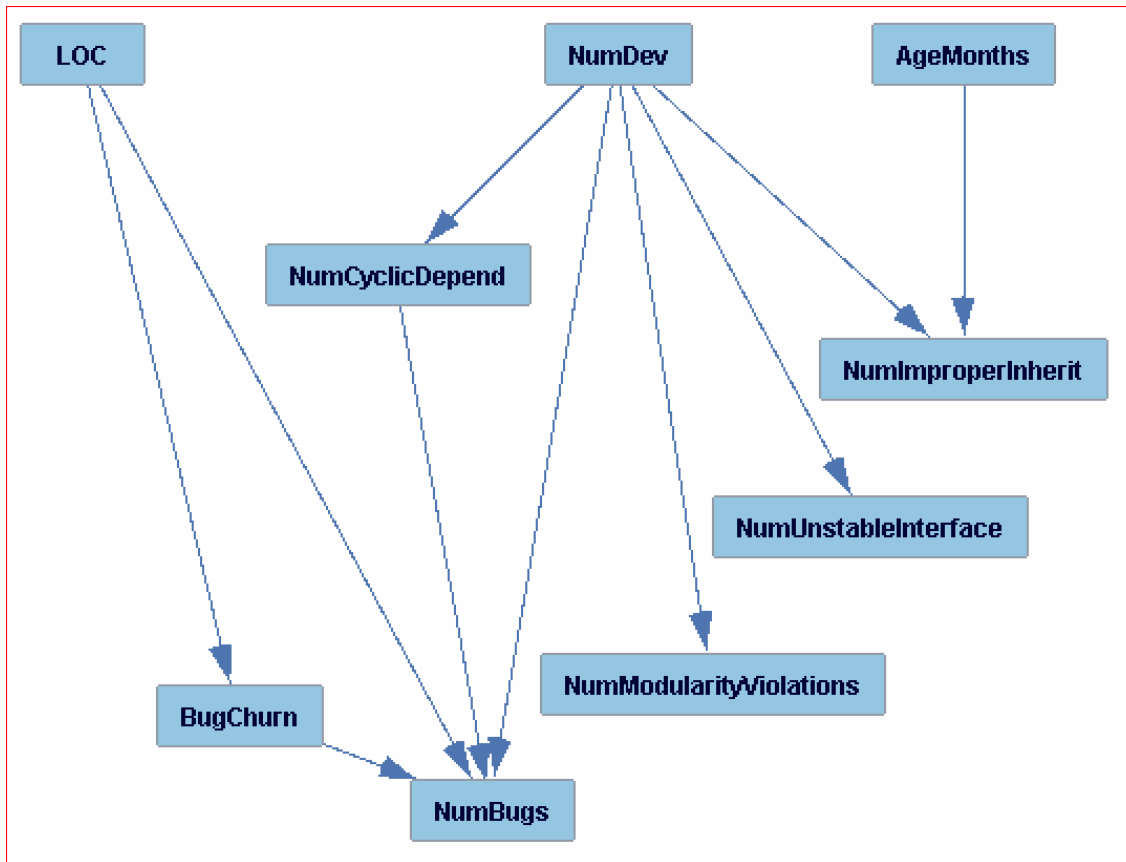 LOC
NumDev
AgeMonths
NumCyclicDepend
NumImproperInherit
NumUnstableInterface
NumModularityViolations
BugChurn
NumBugs